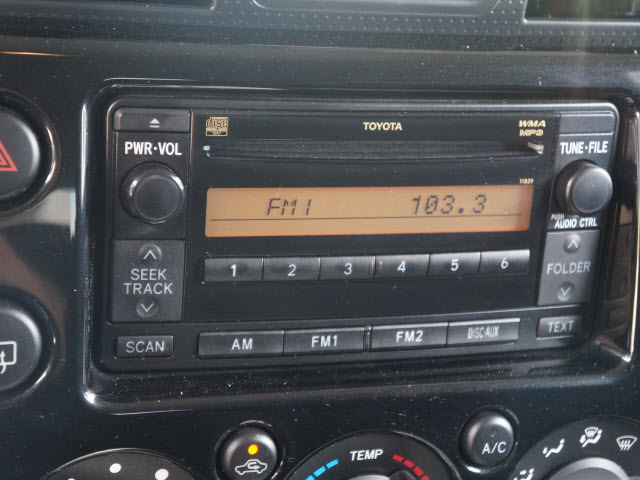 TOYOTA
WMA
MP3
PWR·VOL
TUNE·FILE
11829
FM1 103.3
PUSH
AUDIO CTRL
1 2 3 4 5 6
SEEK
TRACK
FOLDER
SCAN
AM FM1 FM2 DISC·AUX TEXT
TEMP
A/C